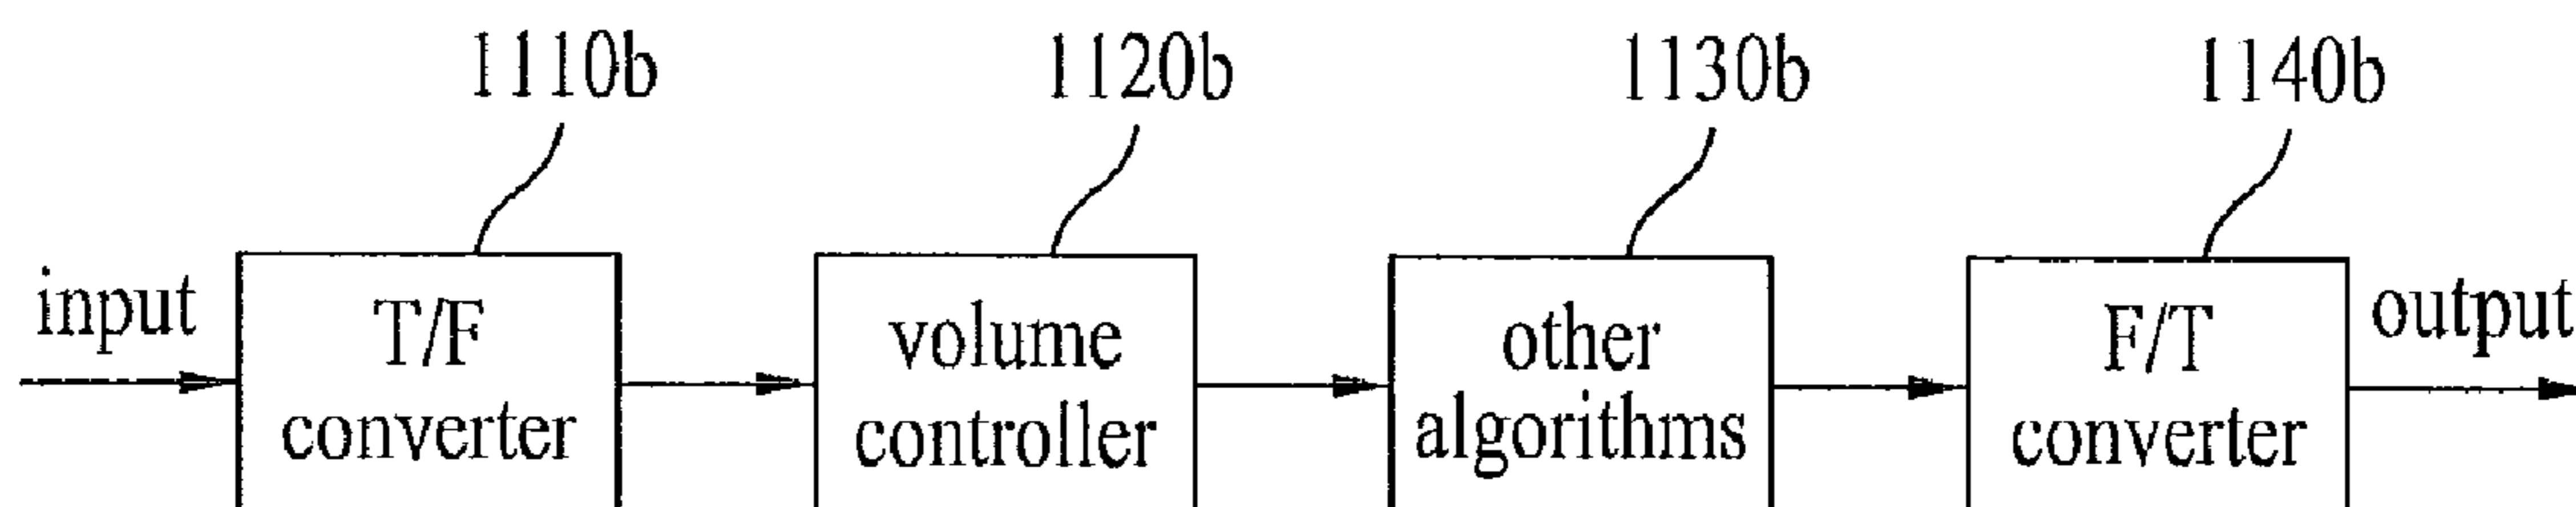 1110b
1120b
1130b
1140b
input
T/F
converter
volume
controller
other
algorithms
F/T
converter
output